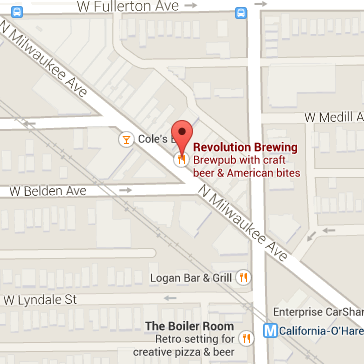 W Fullerton Ave
N Milwaukee Ave
W Medill A
Cole's B
Revolution Brewing
Brewpub with craft
beer & American bites
W Belden Ave
N Milwaukee Ave
Logan Bar & Grill
W Lyndale St
Enterprise CarShar
The Boiler Room
Retro setting for
creative pizza & beer
M
California-O'Hare